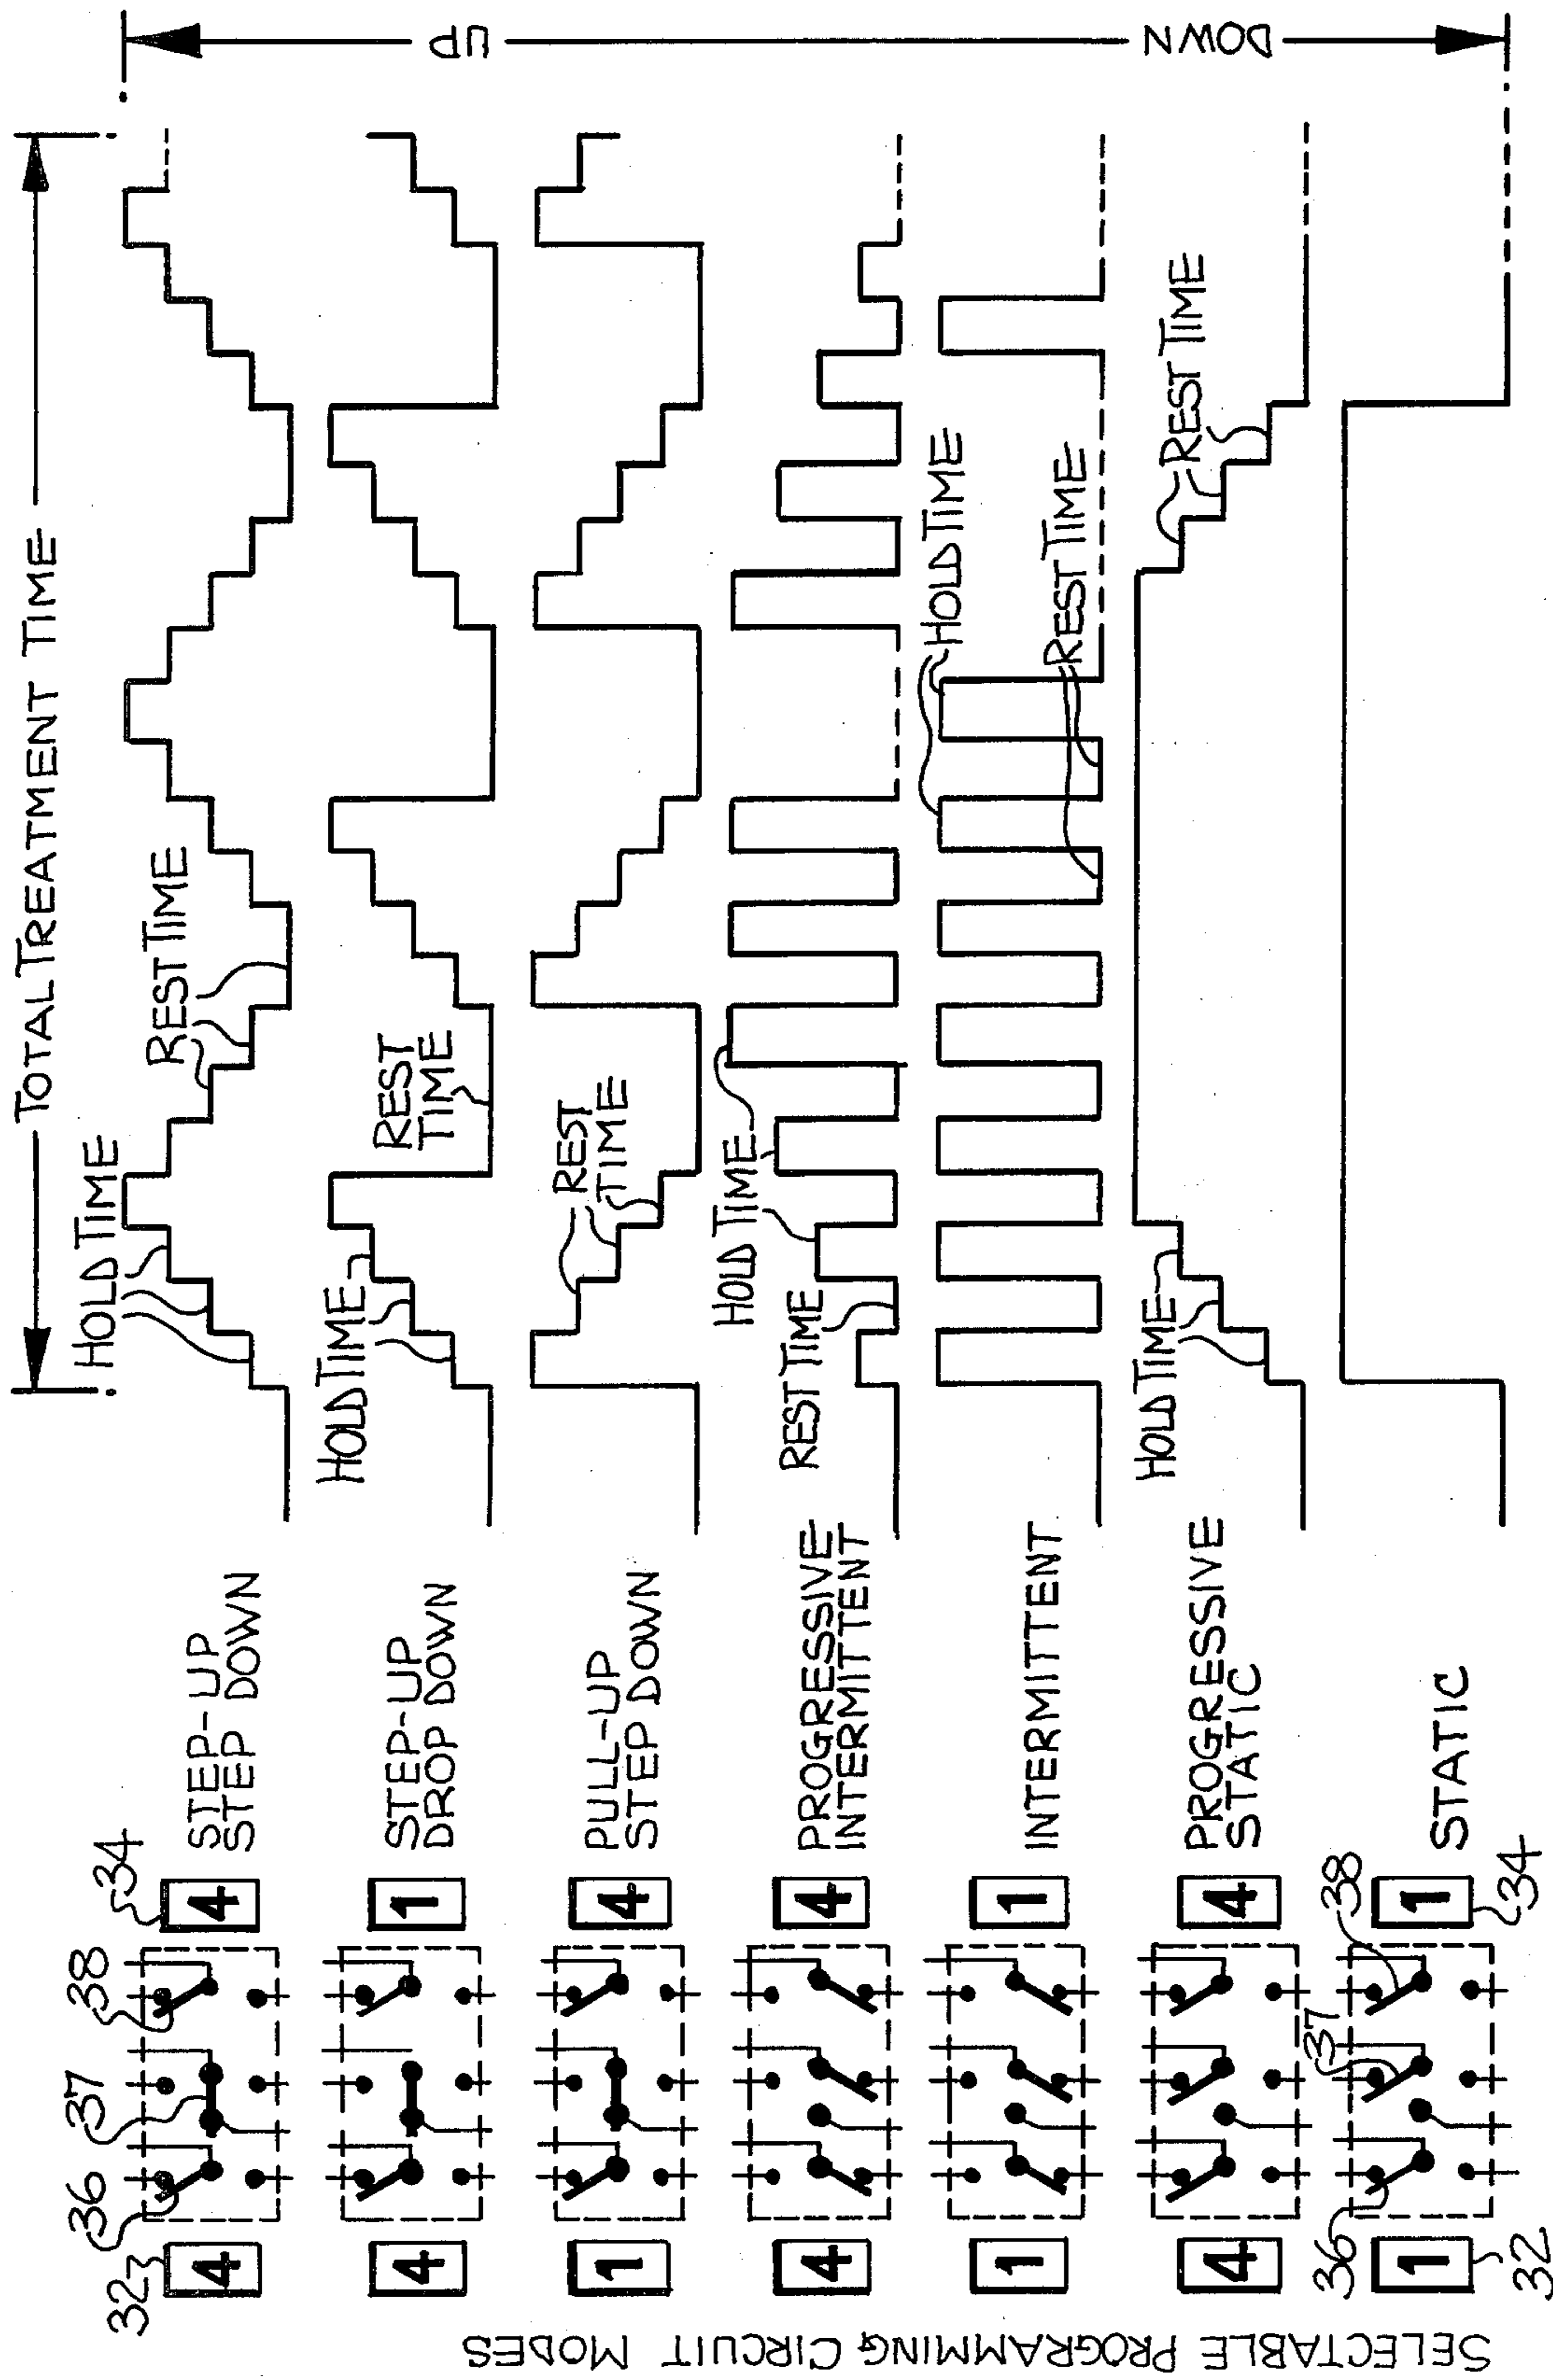 TOTAL TREATMENT TIME
UP
DOWN
SELECTABLE PROGRAMMING CIRCUIT MODES
32
36
37
38
34
4
4
STEP-UP
STEP DOWN
HOLD TIME
REST TIME
4
1
STEP-UP
DROP DOWN
HOLD TIME
REST
TIME
1
4
PULL-UP
STEP DOWN
REST
TIME
4
4
PROGRESSIVE
INTERMITTENT
REST TIME
HOLD TIME
1
1
INTERMITTENT
HOLD TIME
REST TIME
4
4
PROGRESSIVE
STATIC
HOLD TIME
REST TIME
36
37
38
1
1
STATIC
32
34